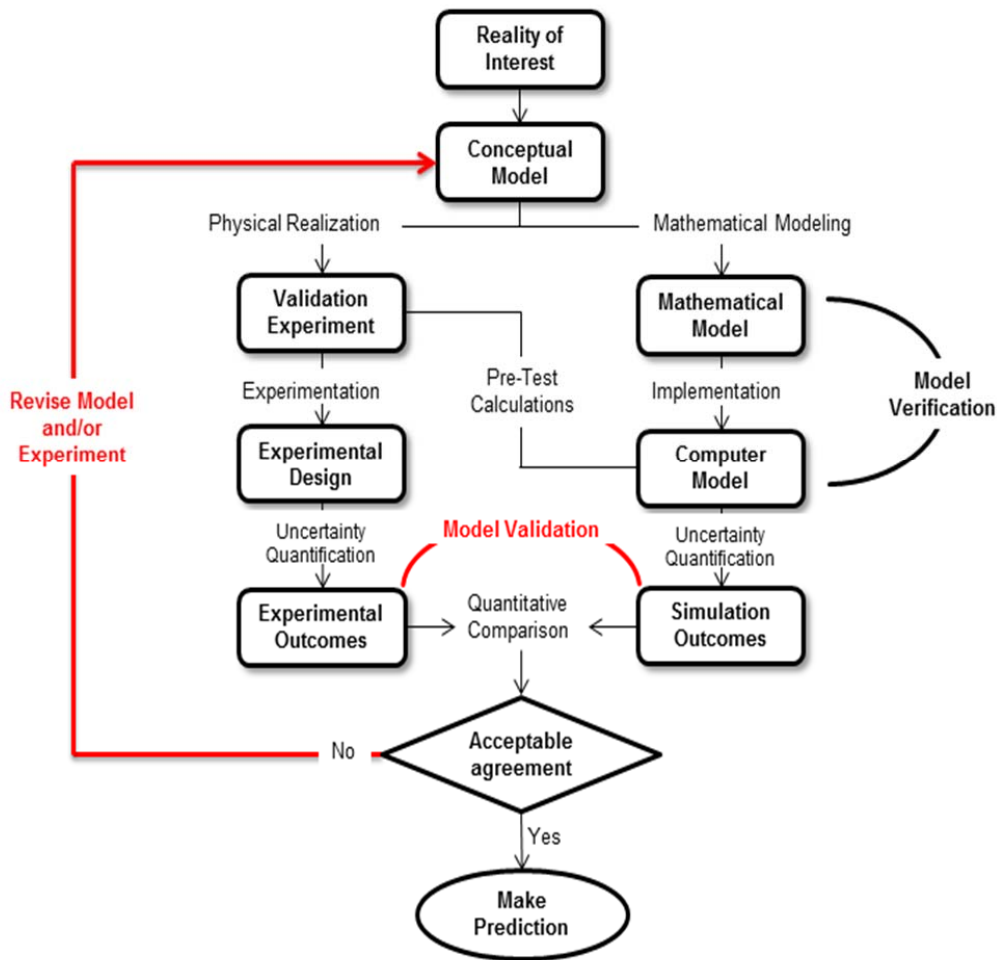 Reality of
Interest
Conceptual
Model
Physical Realization
Mathematical Modeling
Validation
Experiment
Mathematical
Model
Experimentation
Pre-Test
Calculations
Implementation
Model
Verification
Revise Model
and/or
Experiment
Experimental
Design
Computer
Model
Uncertainty
Quantification
Model Validation
Uncertainty
Quantification
Experimental
Outcomes
Quantitative
Comparison
Simulation
Outcomes
No
Acceptable
agreement
Yes
Make
Prediction